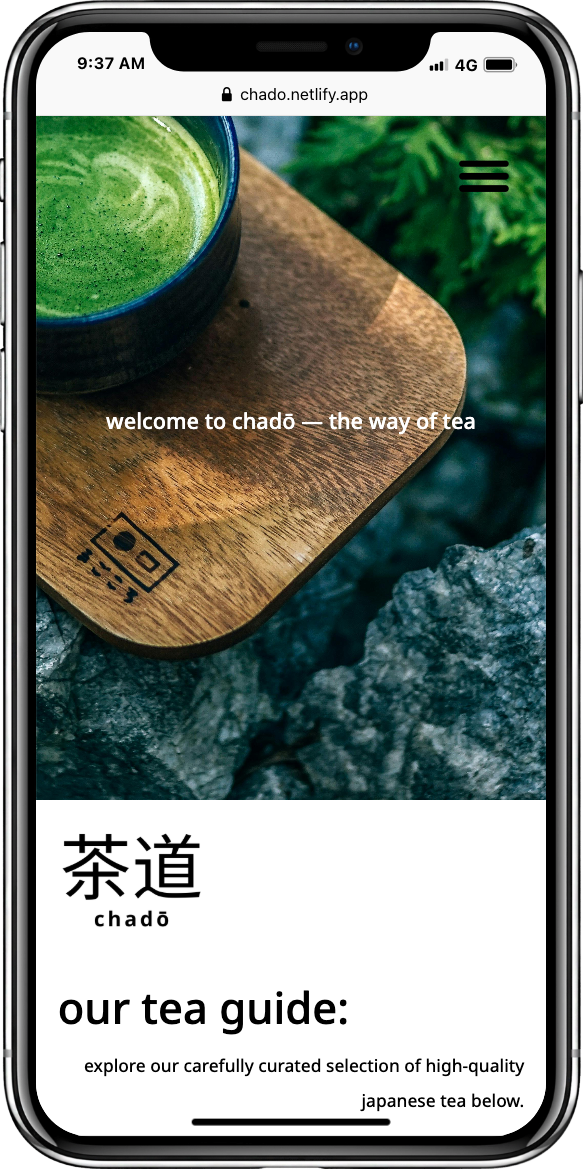 9:37 AM
4G
chado.netlify.app
welcome to chadō — the way of tea
茶道
chadō
our tea guide:
explore our carefully curated selection of high-quality
japanese tea below.